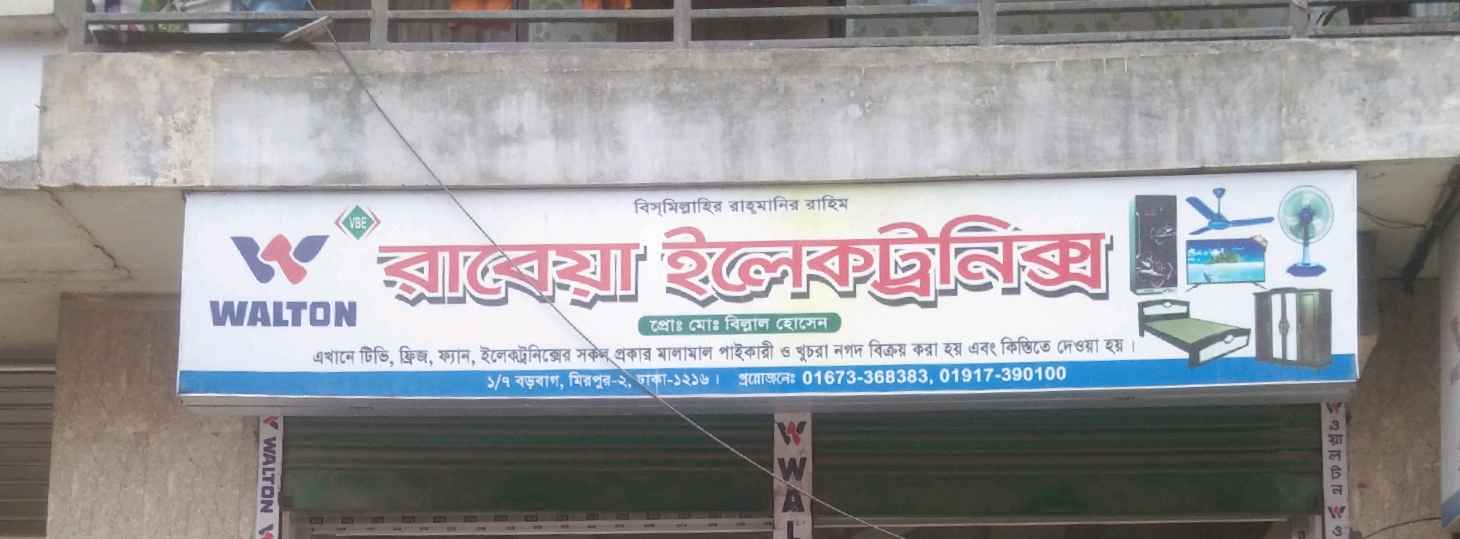 বিস্‌মিল্লাহির রাহ্‌মানির রাহিম
VBE
WALTON
রাবেয়া ইলেকট্রনিক্স
প্রোঃ মোঃ বিল্লাল হোসেন
এখানে টিভি, ফ্রিজ, ফ্যান, ইলেকট্রনিক্সের সকল প্রকার মালামাল পাইকারী ও খুচরা নগদ বিক্রয় করা হয় এবং কিস্তিতে দেওয়া হয় ।
১/৭ বড়বাগ, মিরপুর-২, ঢাকা-১২১৬ । প্রয়োজনেঃ 01673-368383, 01917-390100
WALTON
WAL
ওয়ালটন
ও